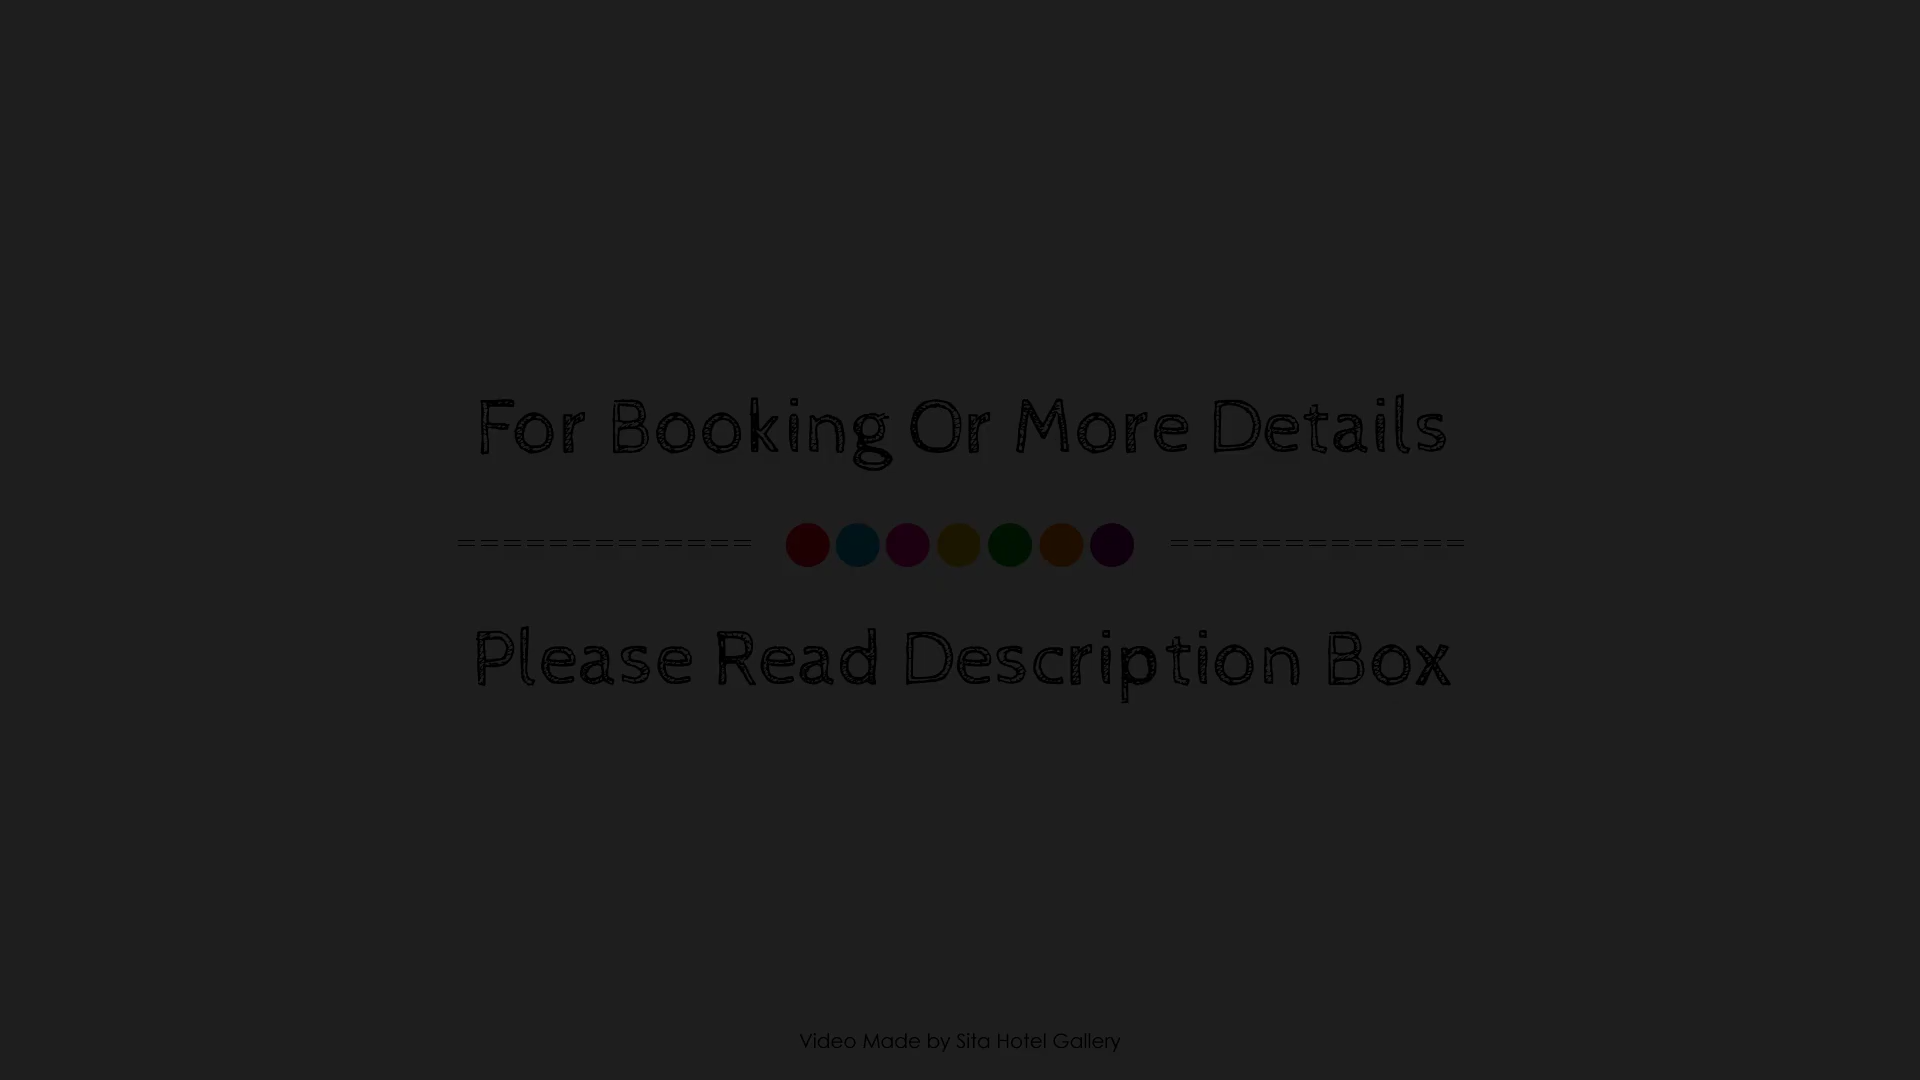 For Booking Or More Details
============= =============
Please Read Description Box
Video Made by Sita Hotel Gallery